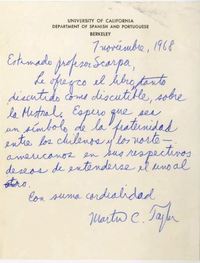 UNIVERSITY OF CALIFORNIA
DEPARTMENT OF SPANISH AND PORTUGUESE
BERKELEY
7 noviembre, 1968
Estimado profesor Scarpa,
Le ofrezco el libro, tanto
discutido como discutible, sobre
la Mistral. Espero que sea
un símbolo de la fraternidad
entre los chilenos y los norte-
americanos en sus respectivos
deseos de entenderse el uno al
otro.
Con suma cordialidad
Martin C. Taylor